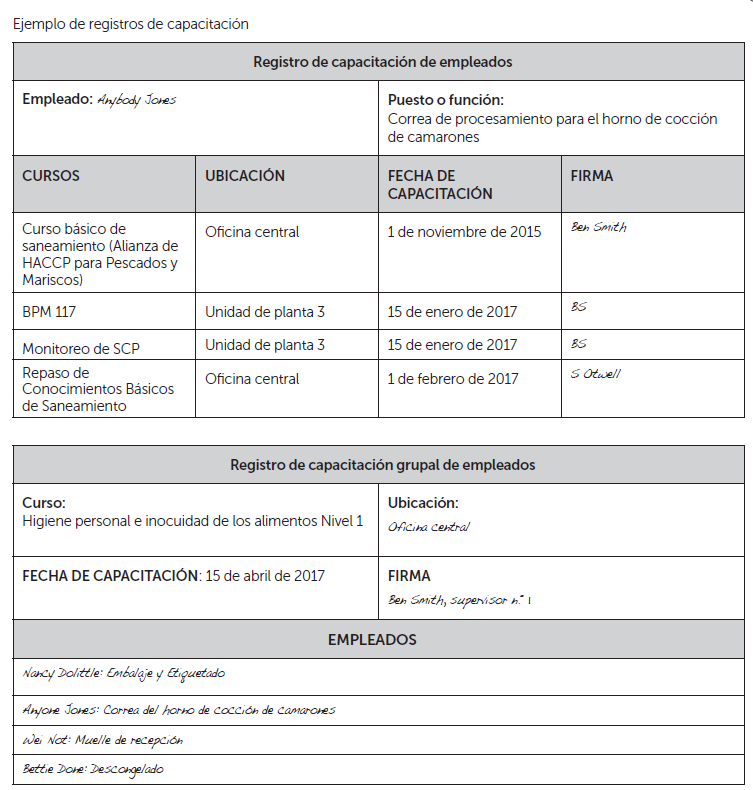 Ejemplo de registros de capacitación
Registro de capacitación de empleados
Empleado: Anybody Jones
Puesto o función:
Correa de procesamiento para el horno de cocción
de camarones
CURSOS
UBICACIÓN
FECHA DE
CAPACITACIÓN
FIRMA
Curso básico de
saneamiento (Alianza de
HACCP para Pescados y
Mariscos)
Oficina central
1 de noviembre de 2015
Ben Smith
BPM 117
Unidad de planta 3
15 de enero de 2017
BS
Monitoreo de SCP
Unidad de planta 3
15 de enero de 2017
BS
Repaso de
Conocimientos Básicos
de Saneamiento
Oficina central
1 de febrero de 2017
S Otwell
Registro de capacitación grupal de empleados
Curso:
Higiene personal e inocuidad de los alimentos Nivel 1
Ubicación:
Oficina central
FECHA DE CAPACITACIÓN: 15 de abril de 2017
FIRMA
Ben Smith, supervisor n.° 1
EMPLEADOS
Nancy Dolittle: Embalaje y Etiquetado
Anyone Jones: Correa del horno de cocción de camarones
Wei Not: Muelle de recepción
Bettie Done: Descongelado